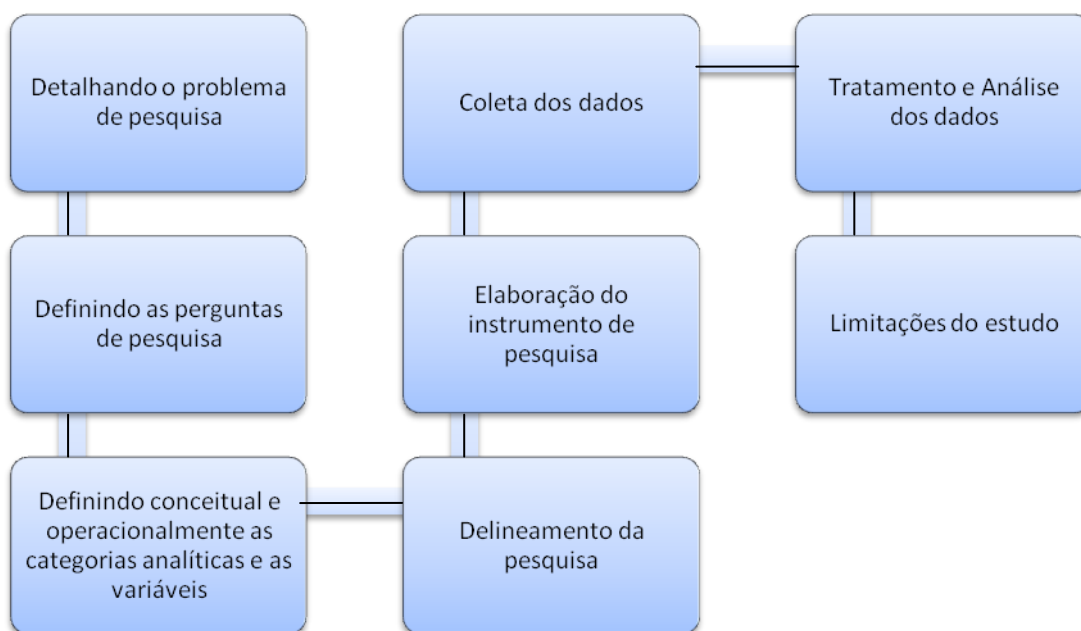 Detalhando o problema
de pesquisa
Definindo as perguntas
de pesquisa
Definindo conceitual e
operacionalmente as
categorias analíticas e as
variáveis
Delineamento da
pesquisa
Elaboração do
instrumento de
pesquisa
Coleta dos dados
Tratamento e Análise
dos dados
Limitações do estudo